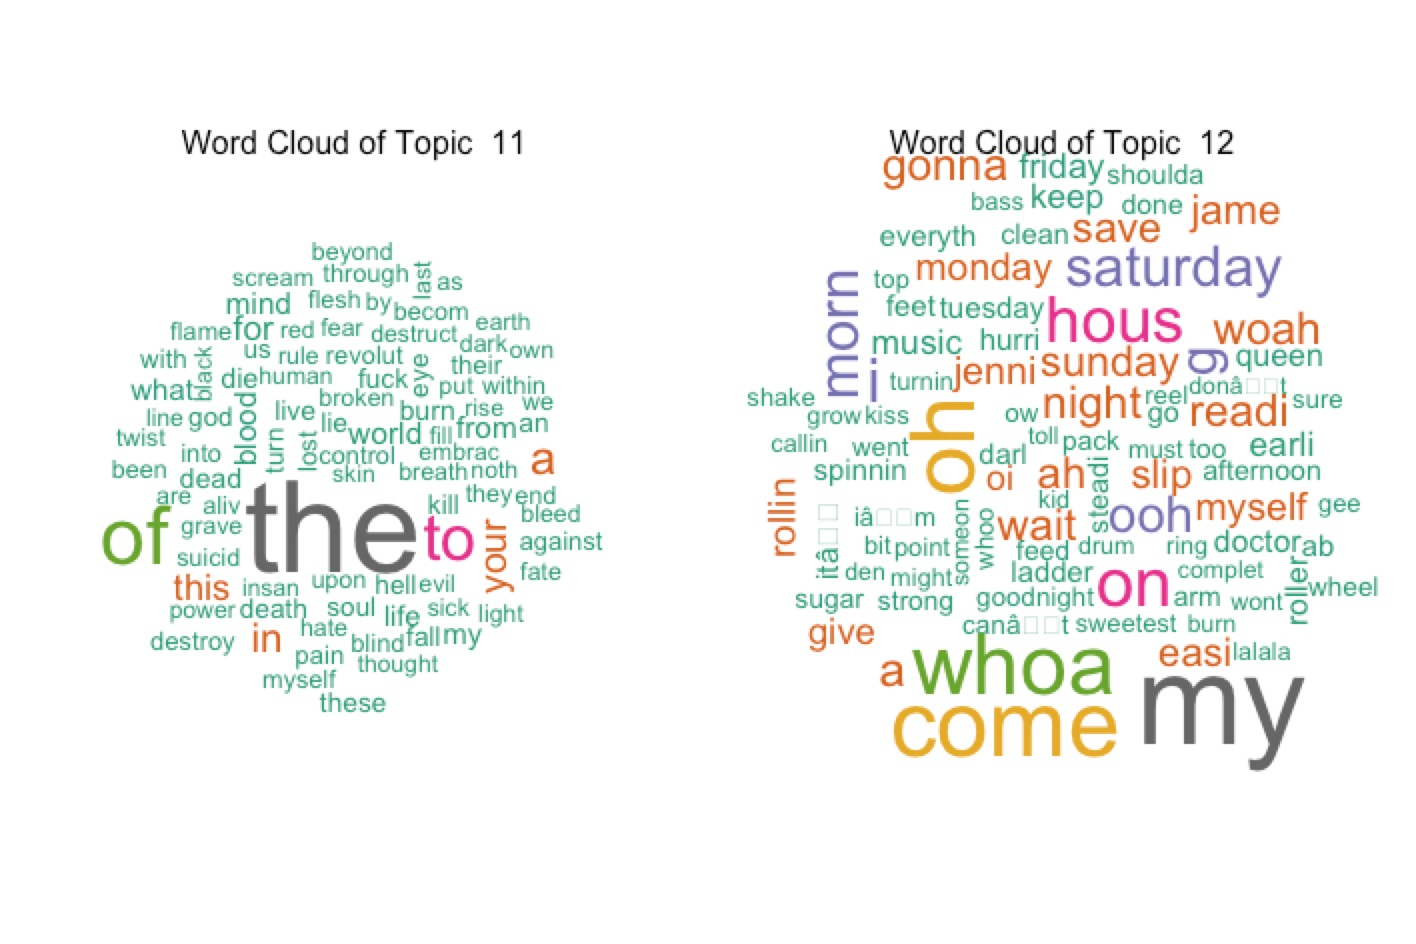 Word Cloud of Topic 11
beyond
scream through last as
mind flesh by becom
flame for red fear destruct earth
us rule revolut dark own
with black eye their
what die human fuck put within
broken we
line god blood live lie burn rise
twist turn lost world fill from an
into control embrac
been skin breath noth a
dead
are aliv the kill they end
of grave to your bleed
suicid against
this insan upon hell evil fate
power death soul life sick light
destroy in hate blind fall my
pain thought
myself
these
Word Cloud of Topic 12
gonna friday shoulda
bass keep done jame
everyth clean save
morn top monday saturday
feet tuesday hous woah
music hurri
i turnin jenni sunday g queen
shake reel donâ€™t
grow kiss oh ow night go readi sure
callin went darl toll pack must too earli
spinnin oi ah steadi slip afternoon
rollin kid ooh myself gee
itâ iâm someon whoo wait
bit point feed drum ring doctor ab
den might ladder on complet roller wheel
sugar strong goodnight arm wont
give canât sweetest burn
a whoa easi lalala
come my